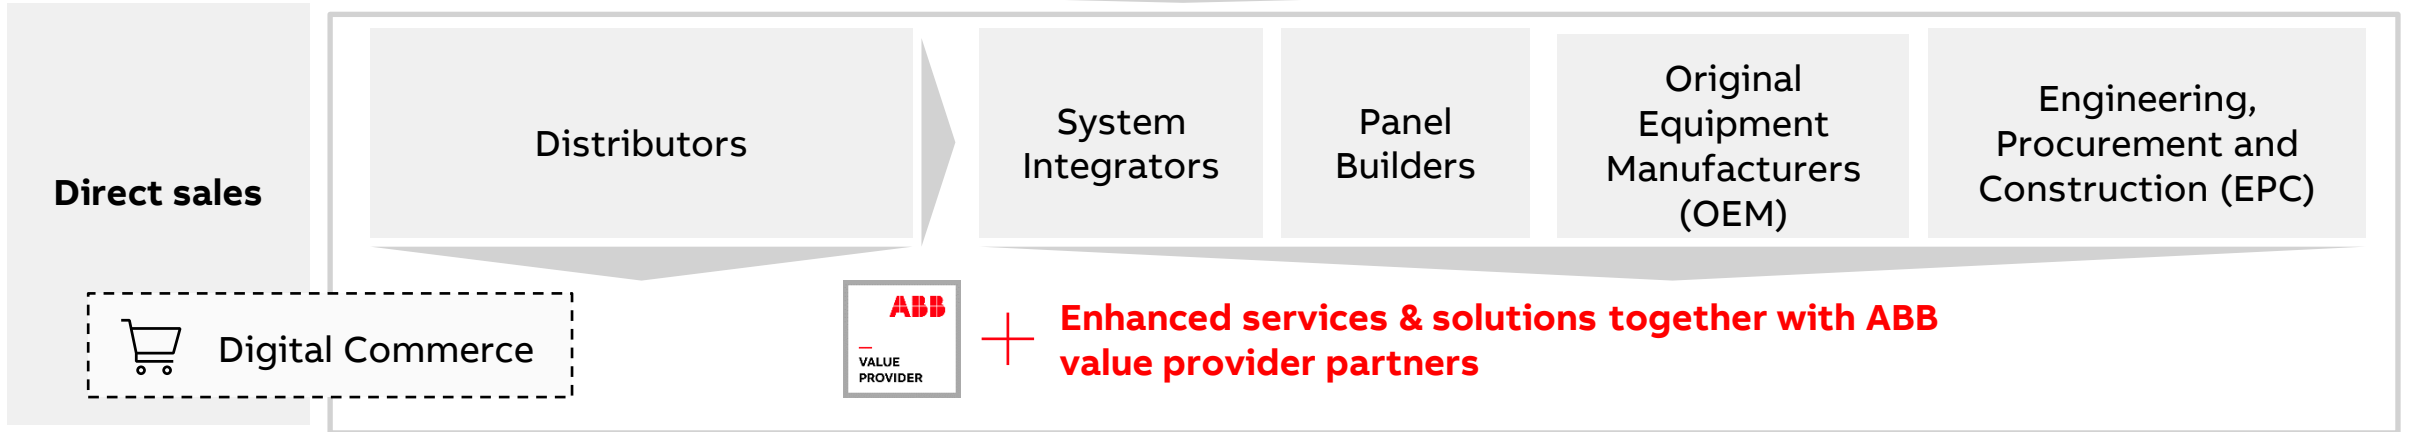 Direct sales
Distributors
System
Integrators
Panel
Builders
Original
Equipment
Manufacturers
(OEM)
Engineering,
Procurement and
Construction (EPC)
Digital Commerce
ABB
VALUE
PROVIDER
Enhanced services & solutions together with ABB
value provider partners